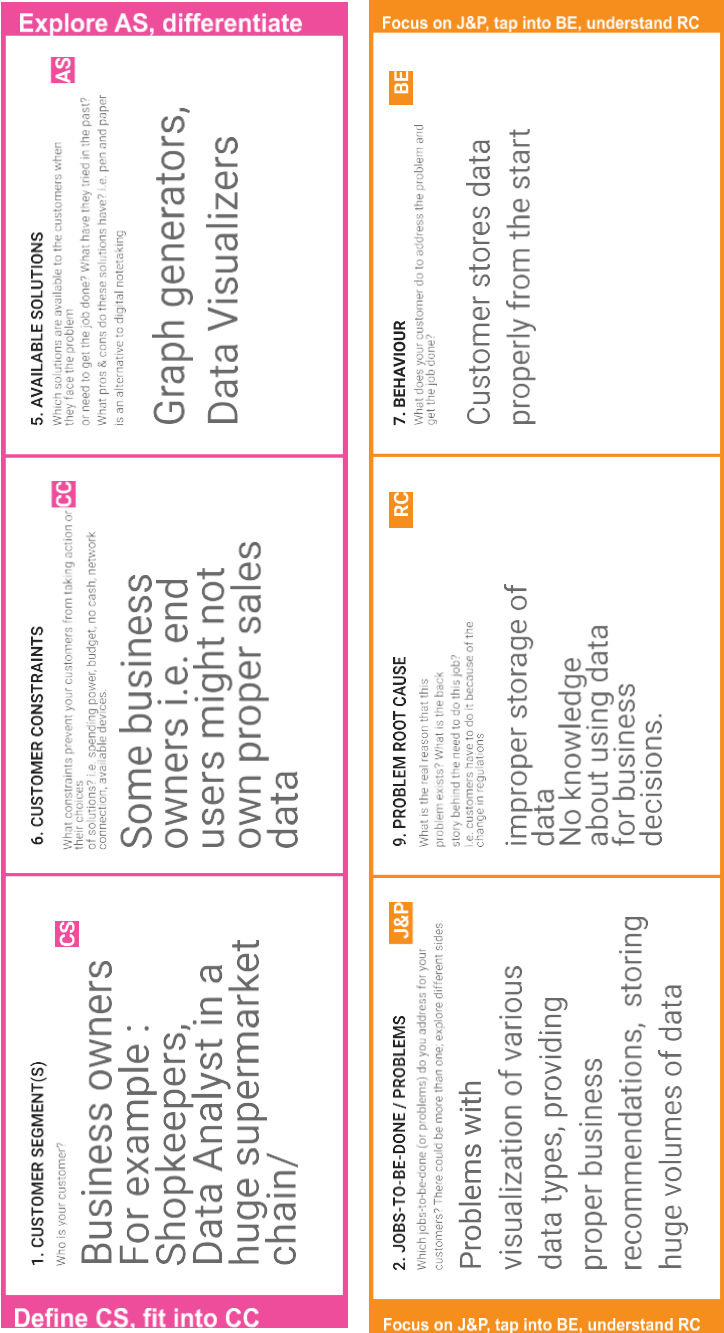 Explore AS, differentiate
Define CS, fit into CC
1. CUSTOMER SEGMENT(S)
CS
Who is your customer?
Business owners
For example :
Shopkeepers,
Data Analyst in a
huge supermarket
chain/
6. CUSTOMER CONSTRAINTS
CC
What constraints prevent your customers from taking action or
their choices
of solutions? i.e. spending power, budget, no cash, network
connection, available devices.
Some business
owners i.e. end
users might not
own proper sales
data
5. AVAILABLE SOLUTIONS
AS
Which solutions are available to the customers when
they face the problem
or need to get the job done? What have they tried in the past?
What pros & cons do these solutions have? i.e. pen and paper
is an alternative to digital notetaking
Graph generators,
Data Visualizers
Focus on J&P, tap into BE, understand RC
Focus on J&P, tap into BE, understand RC
2. JOBS-TO-BE-DONE / PROBLEMS
J&P
Which jobs-to-be-done (or problems) do you address for your
customers? There could be more than one; explore different sides.
Problems with
visualization of various
data types, providing
proper business
recommendations, storing
huge volumes of data
9. PROBLEM ROOT CAUSE
RC
What is the real reason that this
problem exists? What is the back
story behind the need to do this job?
i.e. customers have to do it because of the
change in regulations
improper storage of
data
No knowledge
about using data
for business
decisions.
7. BEHAVIOUR
BE
What does your customer do to address the problem and
get the job done?
Customer stores data
properly from the start